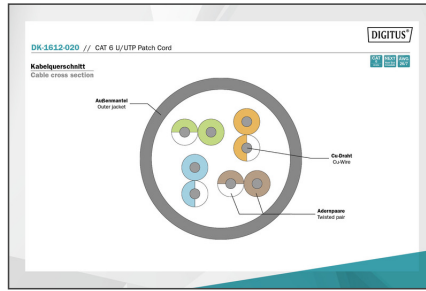 DIGITUS®
DK-1612-020 // CAT 6 U/UTP Patch Cord
Kabelquerschnitt
Cable cross section
Außenmantel
Outer jacket
Cu-Draht
Cu-Wire
Adernpaare
Twisted pair